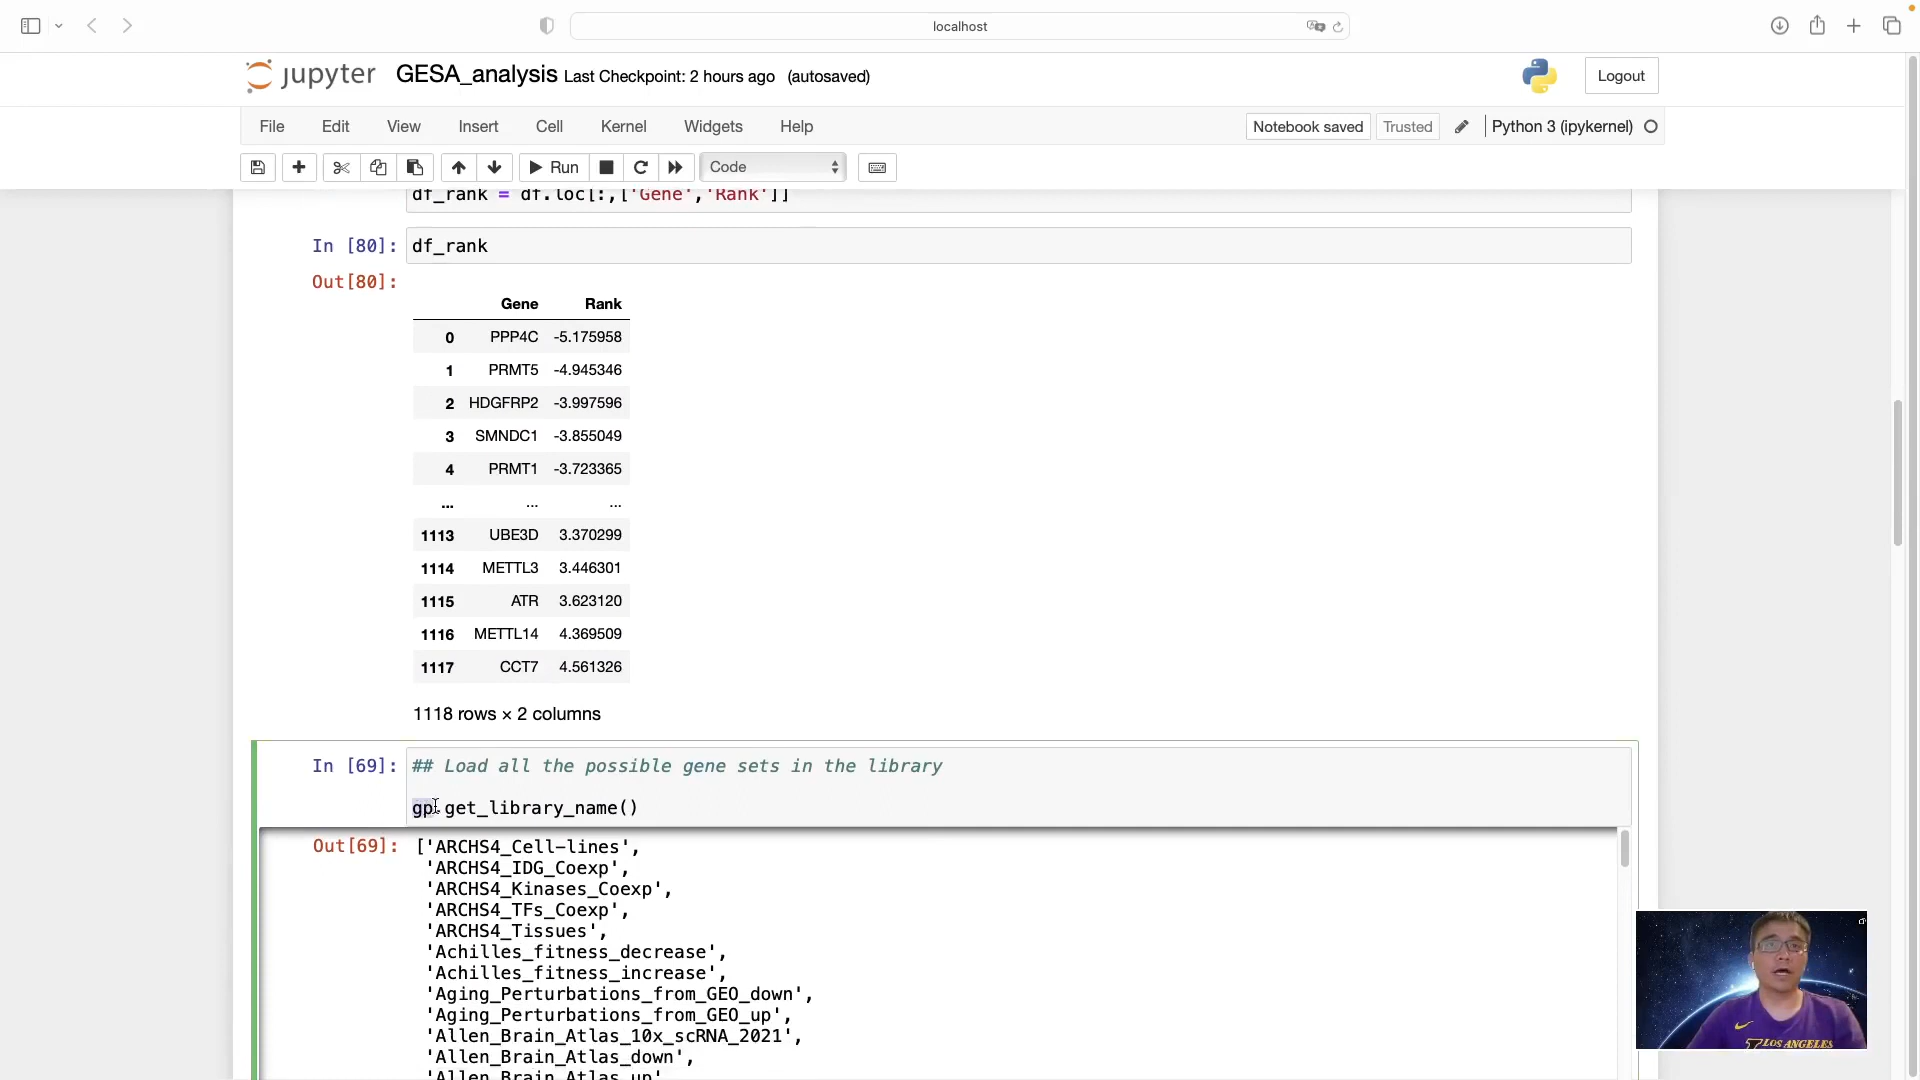 localhost
jupyter GESA_analysis Last Checkpoint: 2 hours ago (autosaved)
Logout
File Edit View Insert Cell Kernel Widgets Help
Notebook saved Trusted Python 3 (ipykernel)
Run Code
df_rank = df.loc[:,['Gene','Rank']]
In [80]: df_rank
Out[80]:
Gene Rank
0 PPP4C -5.175958
1 PRMT5 -4.945346
2 HDGFRP2 -3.997596
3 SMNDC1 -3.855049
4 PRMT1 -3.723365
... ... ...
1113 UBE3D 3.370299
1114 METTL3 3.446301
1115 ATR 3.623120
1116 METTL14 4.369509
1117 CCT7 4.561326
1118 rows × 2 columns
In [69]: ## Load all the possible gene sets in the library
gp.get_library_name()
Out[69]: ['ARCHS4_Cell-lines',
'ARCHS4_IDG_Coexp',
'ARCHS4_Kinases_Coexp',
'ARCHS4_TFs_Coexp',
'ARCHS4_Tissues',
'Achilles_fitness_decrease',
'Achilles_fitness_increase',
'Aging_Perturbations_from_GEO_down',
'Aging_Perturbations_from_GEO_up',
'Allen_Brain_Atlas_10x_scRNA_2021',
'Allen_Brain_Atlas_down',
'Allen_Brain_Atlas_up'
LOS ANGELES